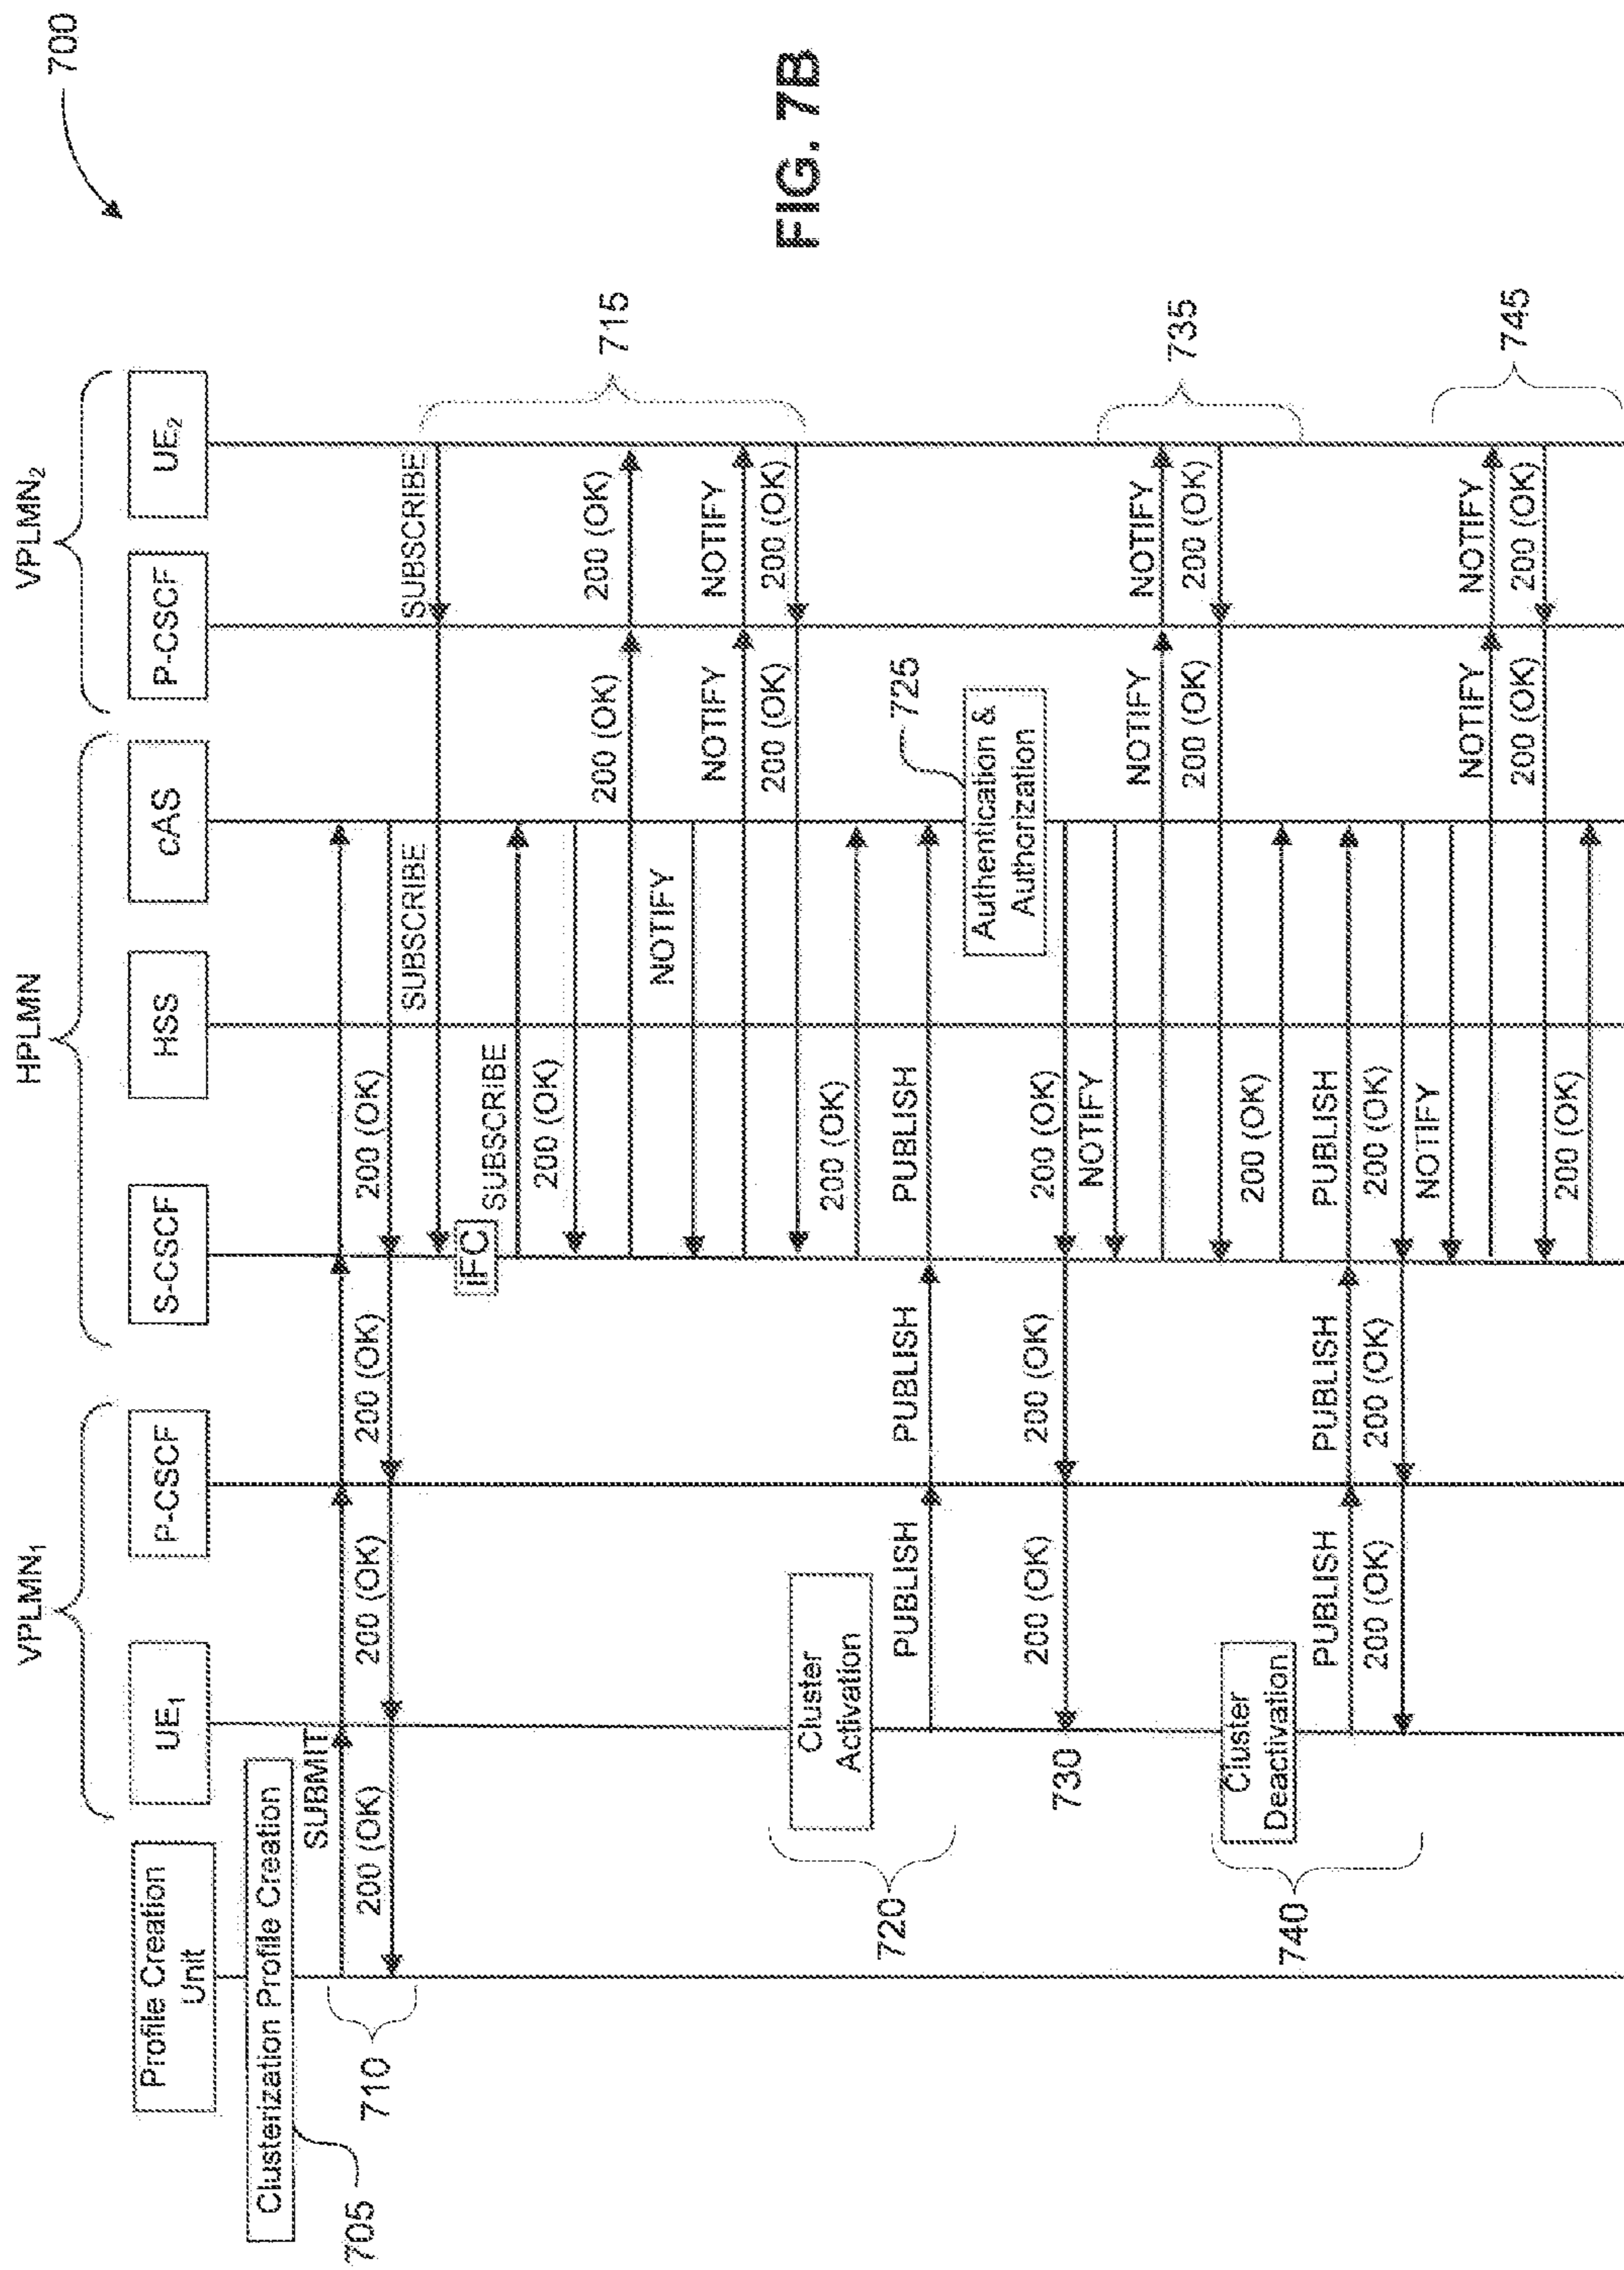 700
FIG. 7B
VPLMN1
HPLMN
VPLMN2
Profile Creation
Unit
UE1
P-CSCF
S-CSCF
HSS
cAS
P-CSCF
UE2
705
Clusterization Profile Creation
710
SUBMIT
200 (OK)
200 (OK)
200 (OK)
200 (OK)
SUBSCRIBE
SUBSCRIBE
715
iFC
SUBSCRIBE
200 (OK)
200 (OK)
200 (OK)
NOTIFY
NOTIFY
NOTIFY
200 (OK)
200 (OK)
200 (OK)
720
Cluster
Activation
PUBLISH
PUBLISH
PUBLISH
725
Authentication &
Authorization
730
200 (OK)
200 (OK)
200 (OK)
NOTIFY
NOTIFY
NOTIFY
735
200 (OK)
200 (OK)
200 (OK)
740
Cluster
Deactivation
PUBLISH
PUBLISH
PUBLISH
200 (OK)
200 (OK)
200 (OK)
NOTIFY
NOTIFY
NOTIFY
745
200 (OK)
200 (OK)
200 (OK)